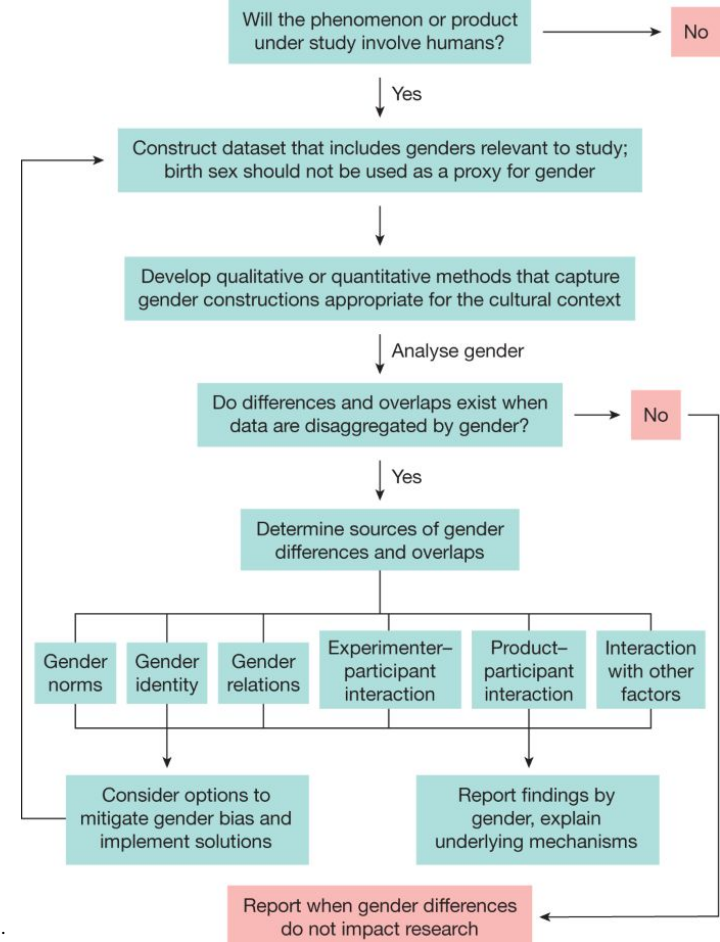 Will the phenomenon or product
under study involve humans?
No
Yes
Construct dataset that includes genders relevant to study;
birth sex should not be used as a proxy for gender
Develop qualitative or quantitative methods that capture
gender constructions appropriate for the cultural context
Analyse gender
Do differences and overlaps exist when
data are disaggregated by gender?
No
Yes
Determine sources of gender
differences and overlaps
Gender
norms
Gender
identity
Gender
relations
Experimenter–
participant
interaction
Product–
participant
interaction
Interaction
with other
factors
Consider options to
mitigate gender bias and
implement solutions
Report findings by
gender, explain
underlying mechanisms
Report when gender differences
do not impact research
.